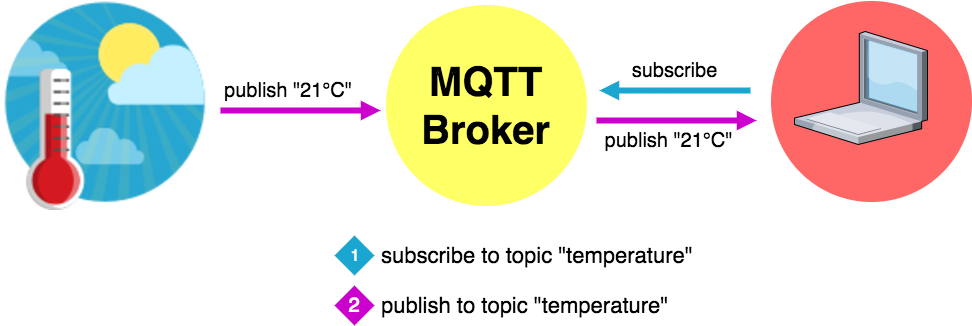 publish "21°C"
MQTT
Broker
subscribe
publish "21°C"
1 subscribe to topic "temperature"
2 publish to topic "temperature"